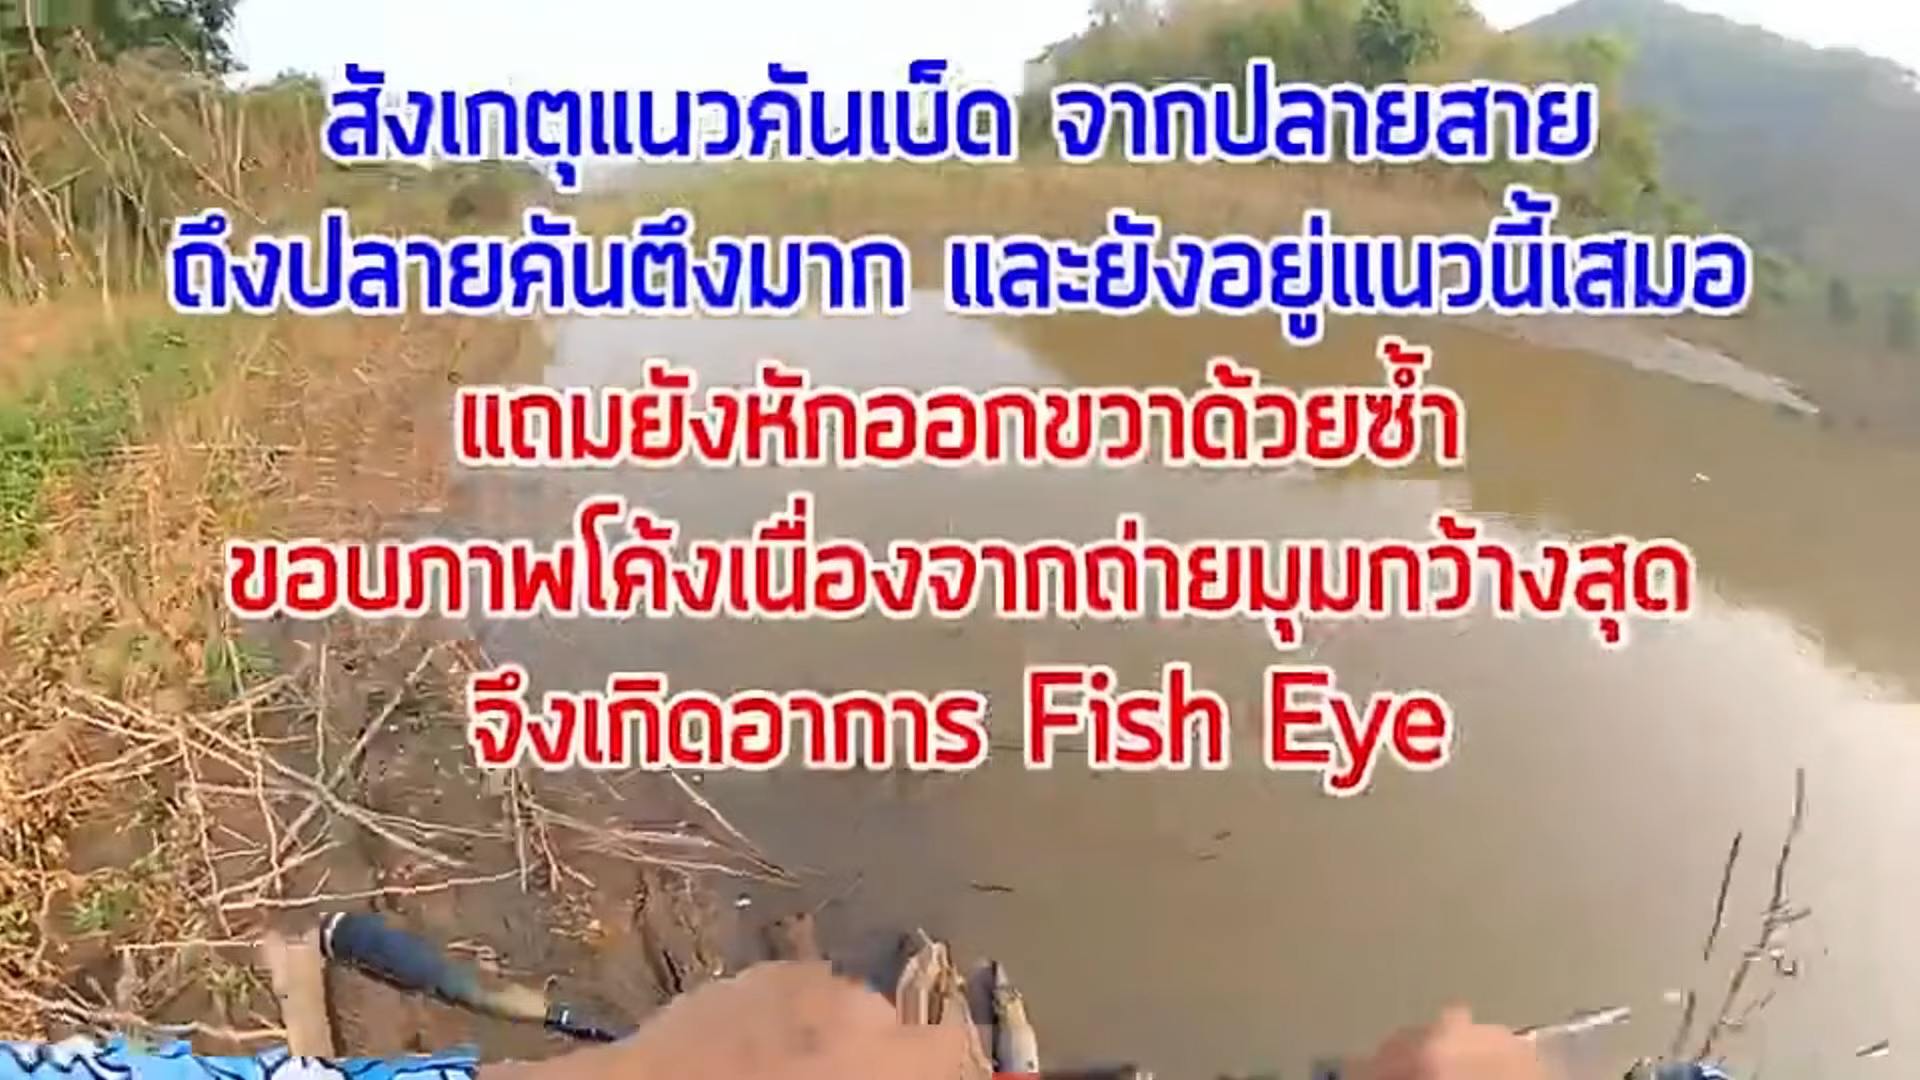 สังเกตุแนวคันเบ็ด จากปลายสาย
ถึงปลายคันตึงมาก และยังอยู่แนวนี้เสมอ
แถมยังหักออกขวาด้วยซ้ำ
ขอบภาพโค้งเนื่องจากถ่ายมุมกว้างสุด
จึงเกิดอาการ Fish Eye